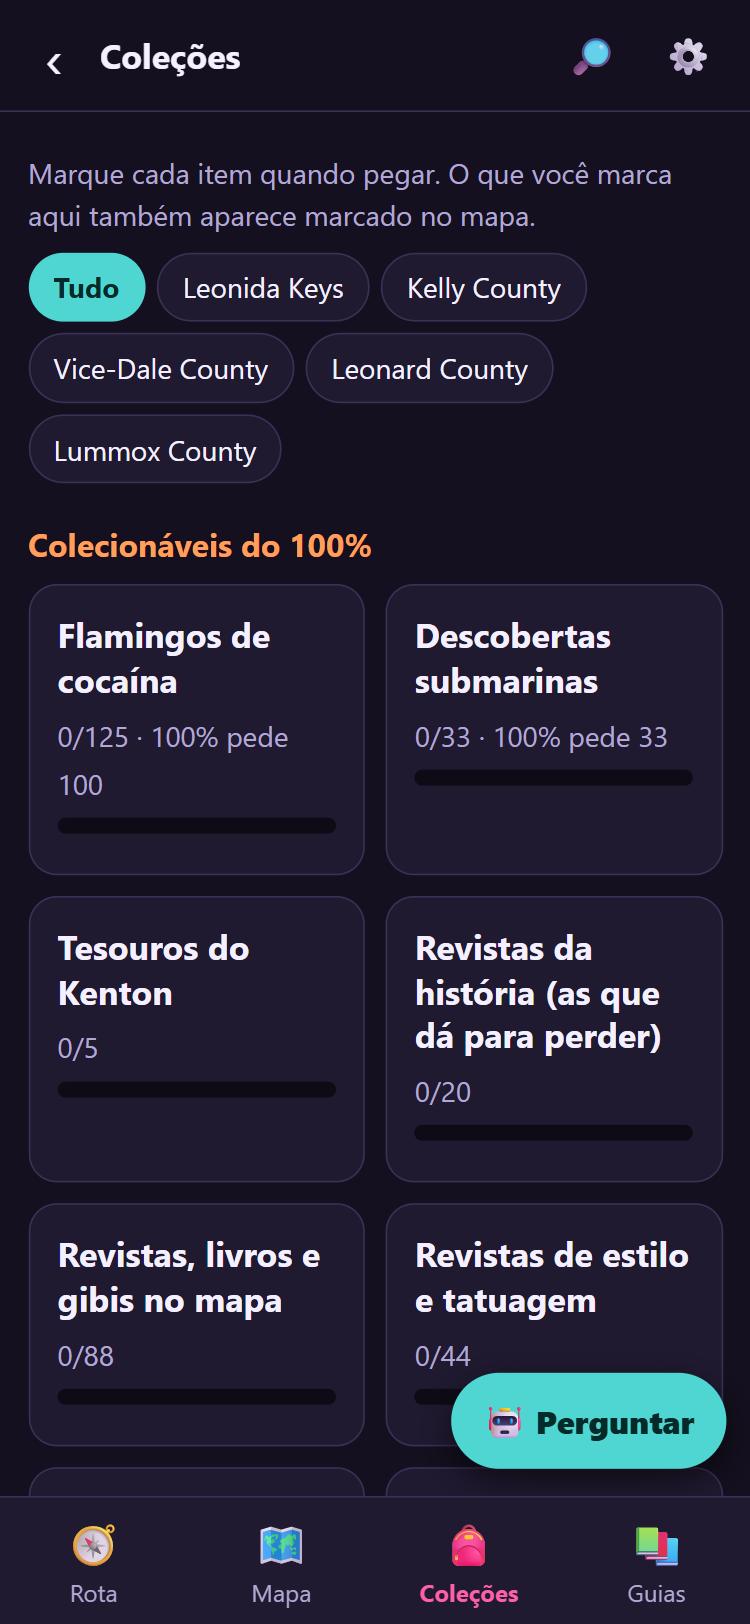 ‹ Coleções
Marque cada item quando pegar. O que você marca
aqui também aparece marcado no mapa.
Tudo
Leonida Keys
Kelly County
Vice-Dale County
Leonard County
Lummox County
Colecionáveis do 100%
Flamingos de
cocaína
0/125 · 100% pede
100
Descobertas
submarinas
0/33 · 100% pede 33
Tesouros do
Kenton
0/5
Revistas da
história (as que
dá para perder)
0/20
Revistas, livros e
gibis no mapa
0/88
Revistas de estilo
e tatuagem
0/44
Perguntar
Rota
Mapa
Coleções
Guias